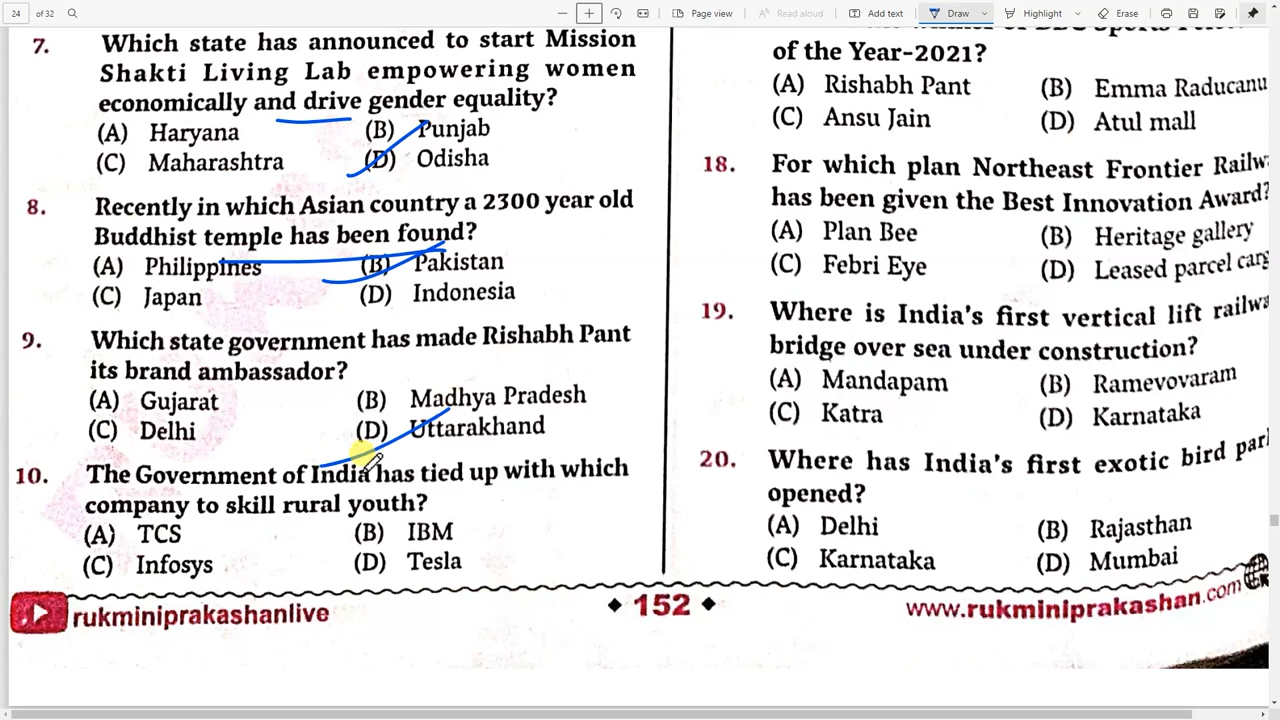 24 of 32 Page view Read aloud Add text Draw Highlight Erase
7. Which state has announced to start Mission
Shakti Living Lab empowering women
economically and drive gender equality?
(A) Haryana (B) Punjab
(C) Maharashtra (D) Odisha
8. Recently in which Asian country a 2300 year old
Buddhist temple has been found?
(A) Philippines (B) Pakistan
(C) Japan (D) Indonesia
9. Which state government has made Rishabh Pant
its brand ambassador?
(A) Gujarat (B) Madhya Pradesh
(C) Delhi (D) Uttarakhand
10. The Government of India has tied up with which
company to skill rural youth?
(A) TCS (B) IBM
(C) Infosys (D) Tesla
of the Year-2021?
(A) Rishabh Pant (B) Emma Raducanu
(C) Ansu Jain (D) Atul mall
18. For which plan Northeast Frontier Railw
has been given the Best Innovation Award?
(A) Plan Bee (B) Heritage gallery
(C) Febri Eye (D) Leased parcel carg
19. Where is India's first vertical lift railwa
bridge over sea under construction?
(A) Mandapam (B) Ramevovaram
(C) Katra (D) Karnataka
20. Where has India's first exotic bird park
opened?
(A) Delhi (B) Rajasthan
(C) Karnataka (D) Mumbai
rukminiprakashanlive 152 www.rukminiprakashan.com